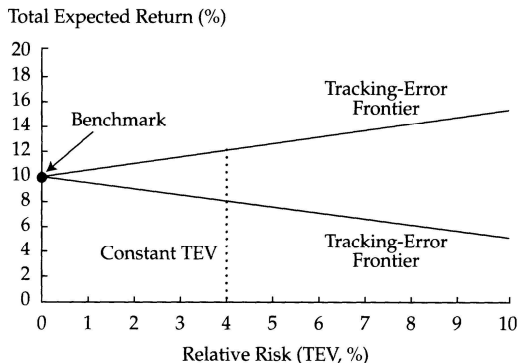 Total Expected Return (%)
20
18
16
14
12
10
8
6
4
2
0
Tracking-Error
Frontier
Benchmark
Constant TEV
Tracking-Error
Frontier
0 1 2 3 4 5 6 7 8 9 10
Relative Risk (TEV, %)